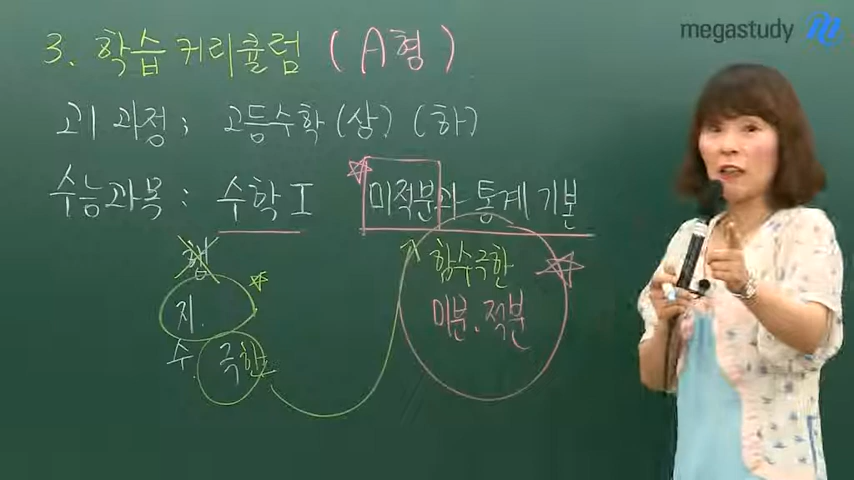 megastudy
3. 학습 커리큘럼 (A형)
고1 과정; 고등수학(상) (하)
수능과목: 수학I 미적분과 통계 기본
행
지. 함수극한
수. 극한 미분. 적분